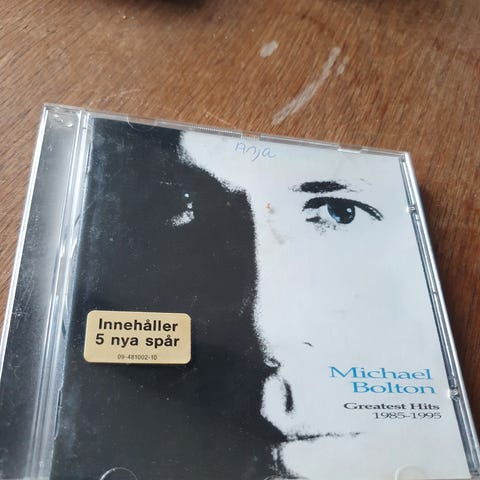 Anja
Innehåller
5 nya spår
09-481002-10
Michael
Bolton
Greatest Hits
1985-1995